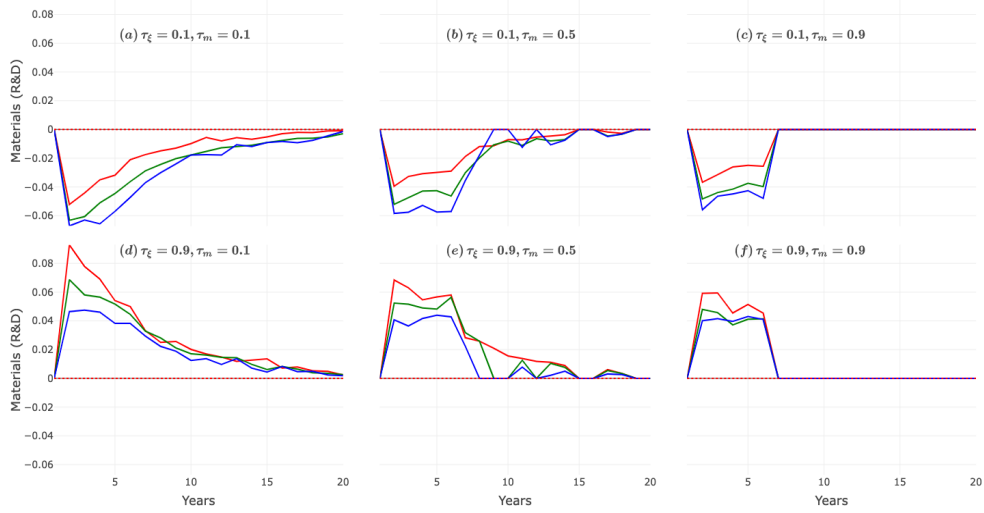 0.08
0.06
0.04
0.02
0
−0.02
−0.04
−0.06
Materials (R&D)
(a) τ_ξ = 0.1, τ_m = 0.1
(b) τ_ξ = 0.1, τ_m = 0.5
(c) τ_ξ = 0.1, τ_m = 0.9
0.08
0.06
0.04
0.02
0
−0.02
−0.04
−0.06
Materials (R&D)
(d) τ_ξ = 0.9, τ_m = 0.1
(e) τ_ξ = 0.9, τ_m = 0.5
(f) τ_ξ = 0.9, τ_m = 0.9
5 10 15 20
5 10 15 20
5 10 15 20
Years
Years
Years